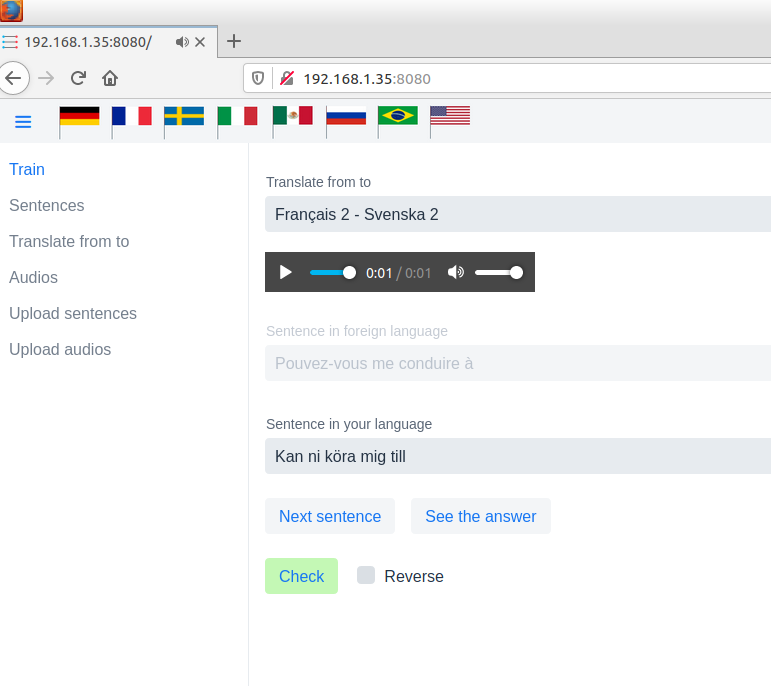 192.168.1.35:8080/
192.168.1.35:8080
Train
Sentences
Translate from to
Audios
Upload sentences
Upload audios
Translate from to
Français 2 - Svenska 2
0:01 / 0:01
Sentence in foreign language
Pouvez-vous me conduire à
Sentence in your language
Kan ni köra mig till
Next sentence See the answer
Check Reverse